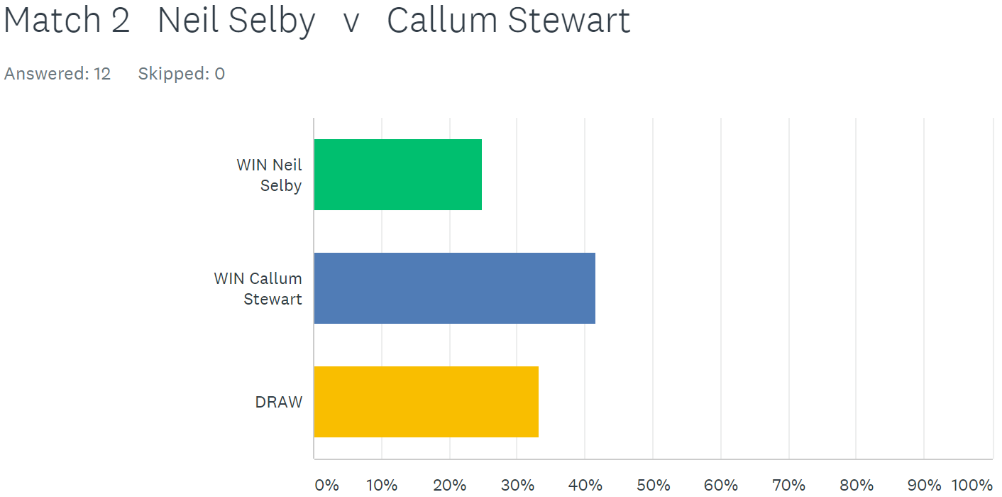 Match 2 Neil Selby v Callum Stewart
Answered: 12 Skipped: 0
WIN Neil
Selby
WIN Callum
Stewart
DRAW
0% 10% 20% 30% 40% 50% 60% 70% 80% 90% 100%